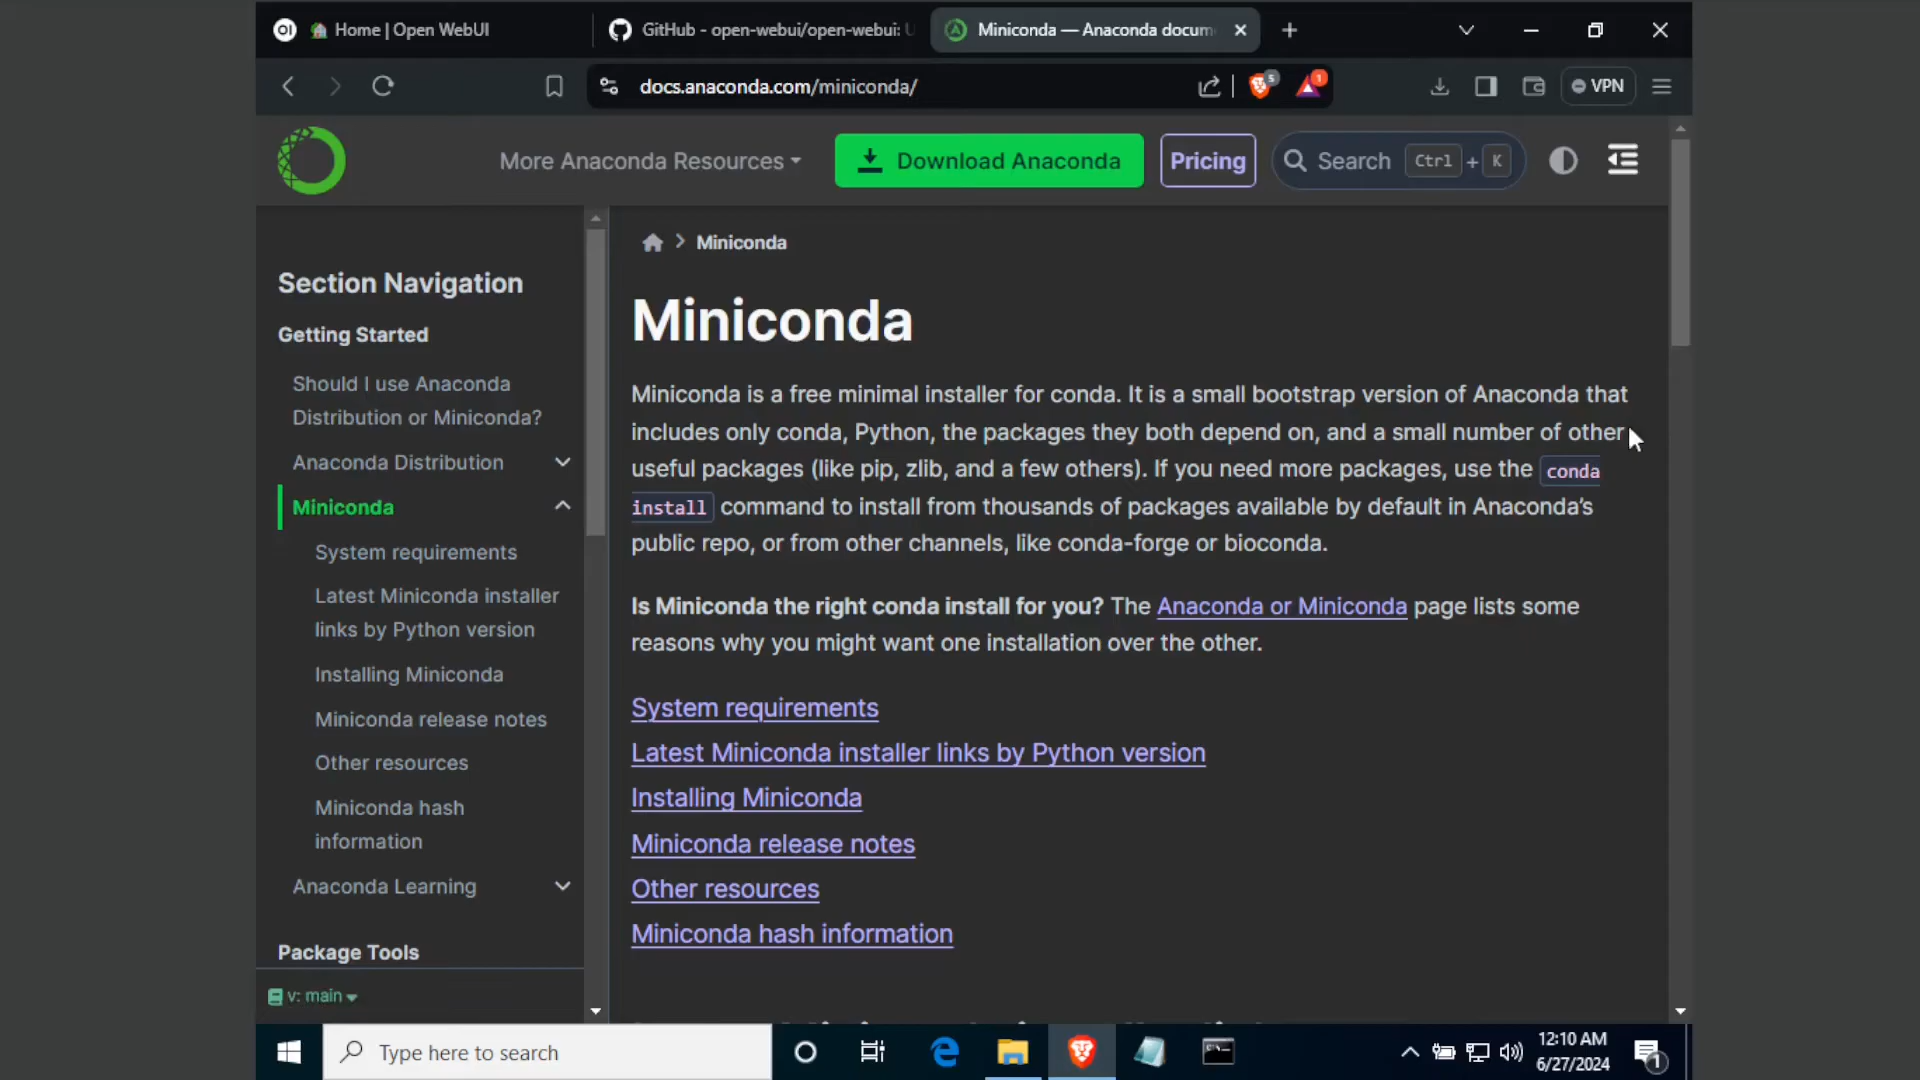 Home | Open WebUI
GitHub - open-webui/open-webui: U
Miniconda — Anaconda docum
docs.anaconda.com/miniconda/
5
1
VPN
More Anaconda Resources
Download Anaconda
Pricing
Search Ctrl + K
Section Navigation
Getting Started
Should I use Anaconda
Distribution or Miniconda?
Anaconda Distribution
Miniconda
System requirements
Latest Miniconda installer
links by Python version
Installing Miniconda
Miniconda release notes
Other resources
Miniconda hash
information
Anaconda Learning
Package Tools
v: main
Miniconda
Miniconda
Miniconda is a free minimal installer for conda. It is a small bootstrap version of Anaconda that
includes only conda, Python, the packages they both depend on, and a small number of other
useful packages (like pip, zlib, and a few others). If you need more packages, use the conda
install command to install from thousands of packages available by default in Anaconda’s
public repo, or from other channels, like conda-forge or bioconda.
Is Miniconda the right conda install for you? The Anaconda or Miniconda page lists some
reasons why you might want one installation over the other.
System requirements
Latest Miniconda installer links by Python version
Installing Miniconda
Miniconda release notes
Other resources
Miniconda hash information
Type here to search
12:10 AM
6/27/2024
1